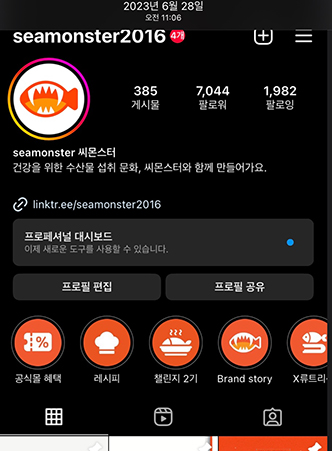 2023년 6월 28일
오전 11:06
seamonster2016 4개
385 7,044 1,982
게시물 팔로워 팔로잉
seamonster 씨몬스터
건강을 위한 수산물 섭취 문화, 씨몬스터와 함께 만들어가요.
linktr.ee/seamonster2016
프로페셔널 대시보드
이제 새로운 도구를 사용할 수 있습니다.
프로필 편집 프로필 공유
%
공식몰 혜택 레시피 챌린지 2기 Brand story X류트리